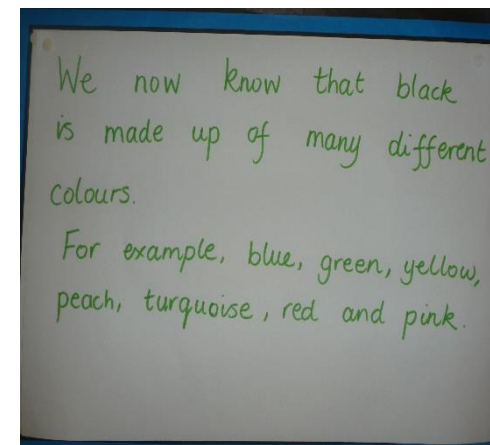 We now know that black
is made up of many different
colours.
For example, blue, green, yellow,
peach, turquoise, red and pink.